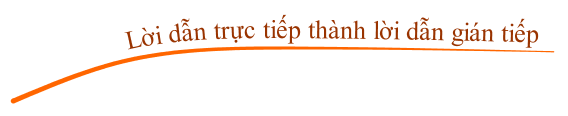 Lời dẫn trực tiếp thành lời dẫn gián tiếp